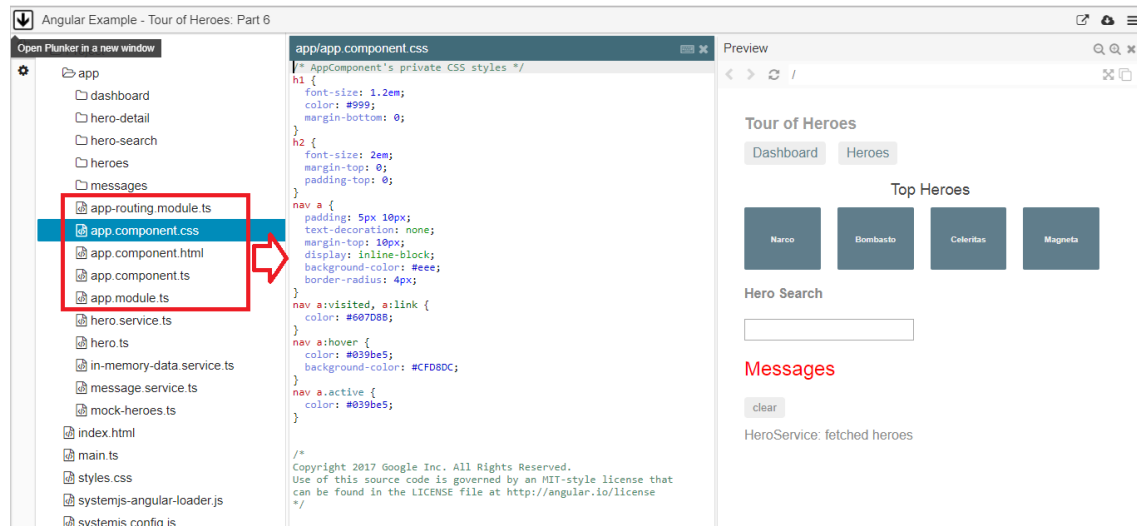 Angular Example - Tour of Heroes: Part 6
Open Plunker in a new window
app
dashboard
hero-detail
hero-search
heroes
messages
app-routing.module.ts
app.component.css
app.component.html
app.component.ts
app.module.ts
hero.service.ts
hero.ts
in-memory-data.service.ts
message.service.ts
mock-heroes.ts
index.html
main.ts
styles.css
systemjs-angular-loader.js
systemjs.config.js
app/app.component.css
/* AppComponent's private CSS styles */
h1 {
  font-size: 1.2em;
  color: #999;
  margin-bottom: 0;
}
h2 {
  font-size: 2em;
  margin-top: 0;
  padding-top: 0;
}
nav a {
  padding: 5px 10px;
  text-decoration: none;
  margin-top: 10px;
  display: inline-block;
  background-color: #eee;
  border-radius: 4px;
}
nav a:visited, a:link {
  color: #607D8B;
}
nav a:hover {
  color: #039be5;
  background-color: #CFD8DC;
}
nav a.active {
  color: #039be5;
}
/*
Copyright 2017 Google Inc. All Rights Reserved.
Use of this source code is governed by an MIT-style license that
can be found in the LICENSE file at http://angular.io/license
*/
Preview
/
Tour of Heroes
Dashboard Heroes
Top Heroes
Narco Bombasto Celeritas Magneta
Hero Search
Messages
clear
HeroService: fetched heroes